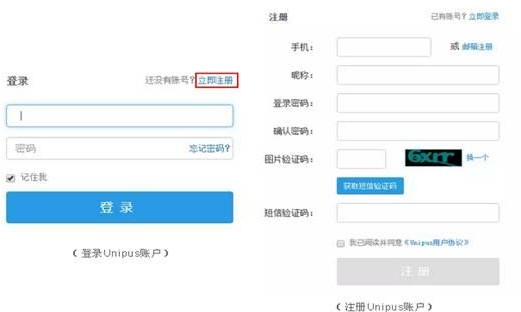 登录
还没有账号？立即注册
密码
忘记密码?
记住我
登 录
（登录Unipus账户）
注册
已有账号？立即登录
手机：
或 邮箱注册
昵称：
登录密码：
确认密码：
图片验证码：
6xrr
换一个
获取短信验证码
短信验证码：
我已阅读并同意《Unipus用户协议》
注 册
（注册Unipus账户）